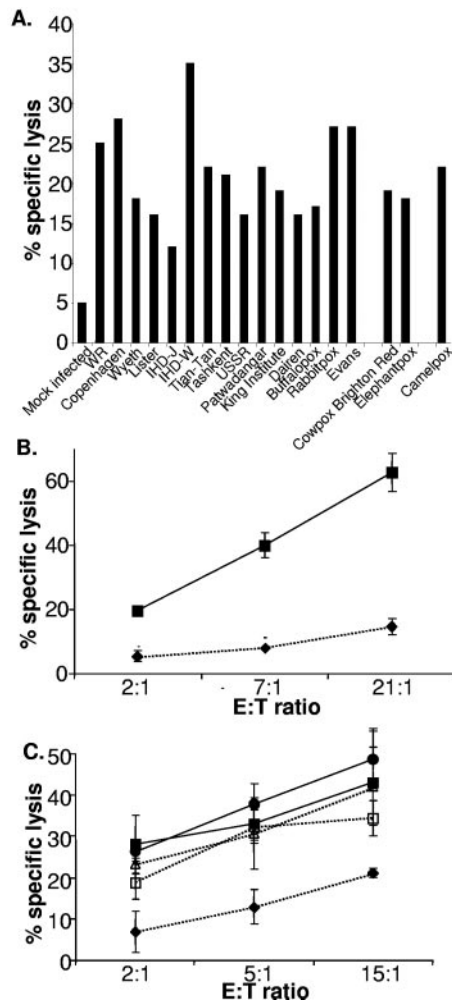 A.
% specific lysis
40
35
30
25
20
15
10
5
0
Mock infected
WR
Copenhagen
Wyeth
Lister
IHD-J
IHD-W
Tian-Tan
Tashkent
USSR
Patwadangar
King Institute
Dairen
Buffalopox
Rabbitpox
Evans
Cowpox Brighton Red
Elephantpox
Camelpox
B.
% specific lysis
60
40
20
0
2:1 7:1 21:1
E:T ratio
C.
% specific lysis
50
40
30
20
10
0
2:1 5:1 15:1
E:T ratio